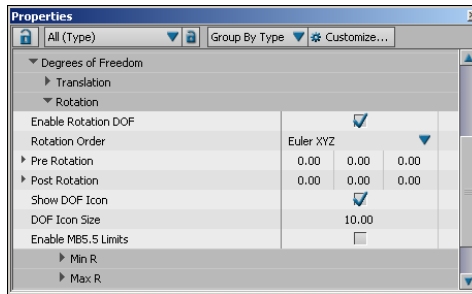 Properties
All (Type) Group By Type Customize...
Degrees of Freedom
Translation
Rotation
Enable Rotation DOF
Rotation Order Euler XYZ
Pre Rotation 0.00 0.00 0.00
Post Rotation 0.00 0.00 0.00
Show DOF Icon
DOF Icon Size 10.00
Enable MB5.5 Limits
Min R
Max R